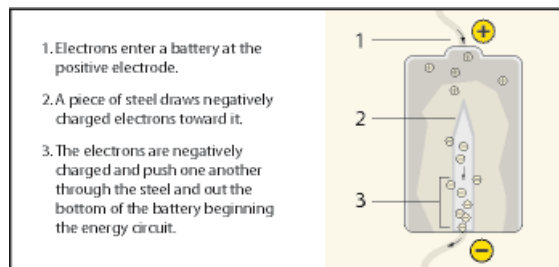 1. Electrons enter a battery at the
positive electrode.
2. A piece of steel draws negatively
charged electrons toward it.
3. The electrons are negatively
charged and push one another
through the steel and out the
bottom of the battery beginning
the energy circuit.
1
+
2
3
−